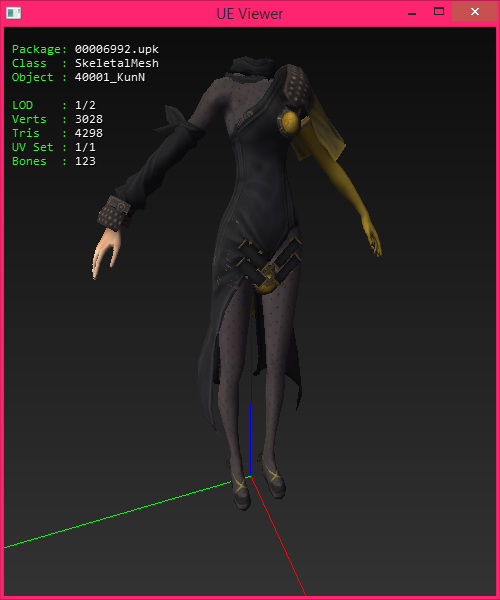 UE Viewer
Package: 00006992.upk
Class : SkeletalMesh
Object : 40001_KunN
LOD : 1/2
Verts : 3028
Tris : 4298
UV Set : 1/1
Bones : 123